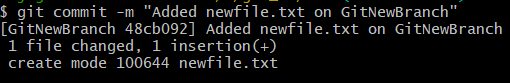 $ git commit -m "Added newfile.txt on GitNewBranch"
[GitNewBranch 48cb092] Added newfile.txt on GitNewBranch
 1 file changed, 1 insertion(+)
 create mode 100644 newfile.txt